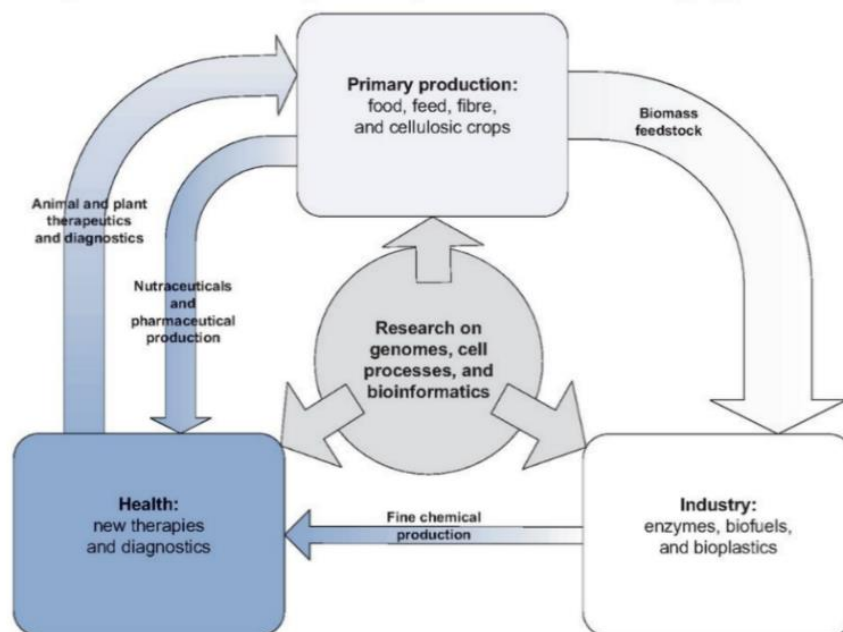 Primary production:
food, feed, fibre,
and cellulosic crops
Biomass
feedstock
Animal and plant
therapeutics
and diagnostics
Nutraceuticals
and
pharmaceutical
production
Research on
genomes, cell
processes, and
bioinformatics
Health:
new therapies
and diagnostics
Fine chemical
production
Industry:
enzymes, biofuels,
and bioplastics